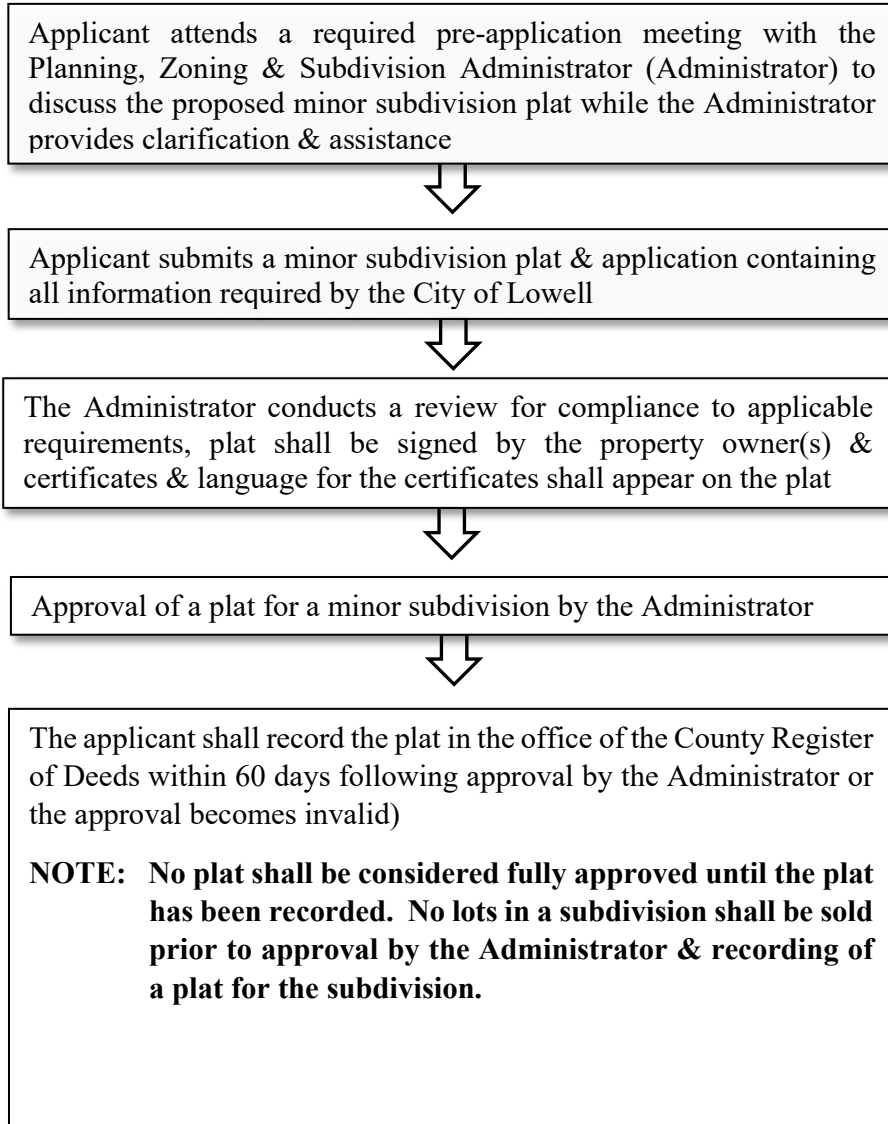 Applicant attends a required pre-application meeting with the
Planning, Zoning & Subdivision Administrator (Administrator) to
discuss the proposed minor subdivision plat while the Administrator
provides clarification & assistance
Applicant submits a minor subdivision plat & application containing
all information required by the City of Lowell
The Administrator conducts a review for compliance to applicable
requirements, plat shall be signed by the property owner(s) &
certificates & language for the certificates shall appear on the plat
Approval of a plat for a minor subdivision by the Administrator
The applicant shall record the plat in the office of the County Register
of Deeds within 60 days following approval by the Administrator or
the approval becomes invalid)
NOTE: No plat shall be considered fully approved until the plat
has been recorded. No lots in a subdivision shall be sold
prior to approval by the Administrator & recording of
a plat for the subdivision.